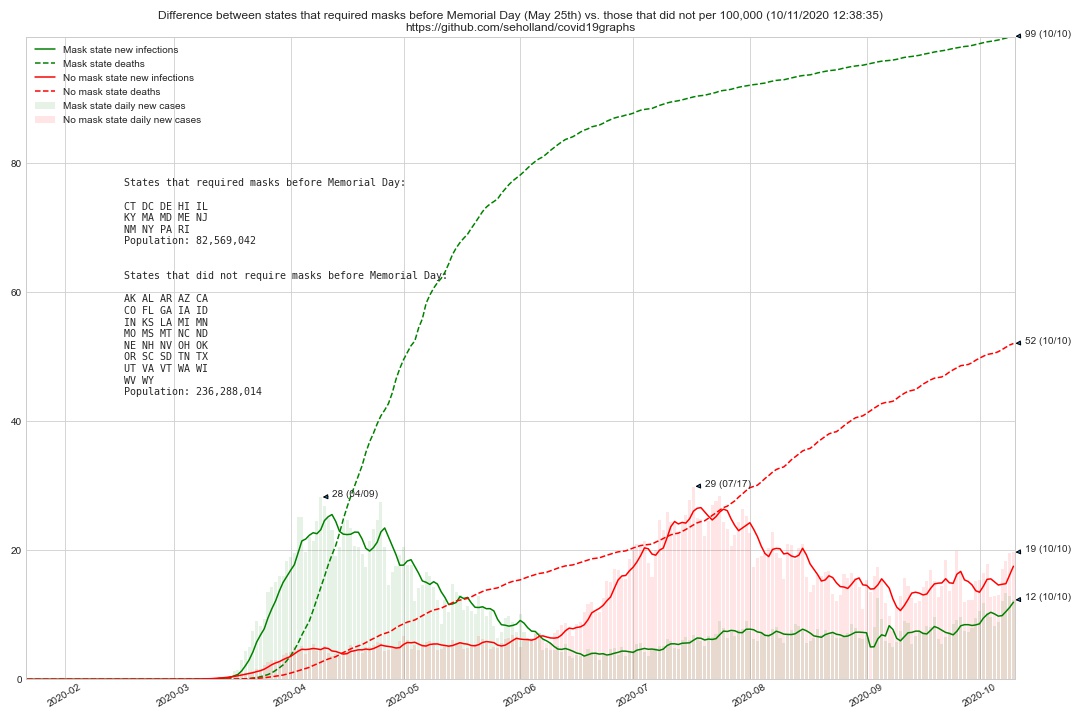 Difference between states that required masks before Memorial Day (May 25th) vs. those that did not per 100,000 (10/11/2020 12:38:35)
https://github.com/seholland/covid19graphs
99 (10/10)
Mask state new infections
Mask state deaths
No mask state new infections
No mask state deaths
Mask state daily new cases
No mask state daily new cases
80
States that required masks before Memorial Day:
CT DC DE HI IL
KY MA MD ME NJ
NM NY PA RI
Population: 82,569,042
States that did not require masks before Memorial Day:
60
AK AL AR AZ CA
CO FL GA IA ID
IN KS LA MI MN
MO MS MT NC ND
NE NH NV OH OK
OR SC SD TN TX
UT VA VT WA WI
WV WY
Population: 236,288,014
52 (10/10)
40
28 (04/09)
29 (07/17)
20
19 (10/10)
12 (10/10)
0
2020-02
2020-03
2020-04
2020-05
2020-06
2020-07
2020-08
2020-09
2020-10